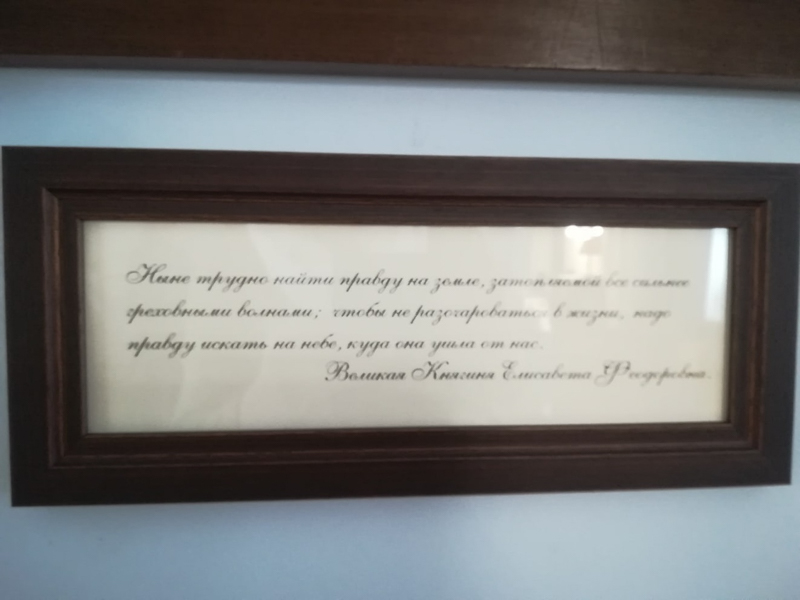 Ныне трудно найти правду на земле, затопляемой все сильнее
греховными волнами; чтобы не разочароваться в жизни, надо
правду искать на небе, куда она ушла от нас.
Великая Княгиня Елисавета Феодоровна.